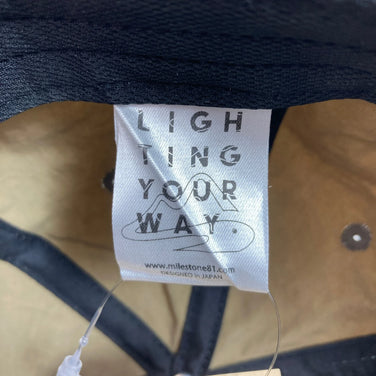 LIGH
TING
YOUR
WAY.
www.milestone81.com
DESIGNED IN JAPAN